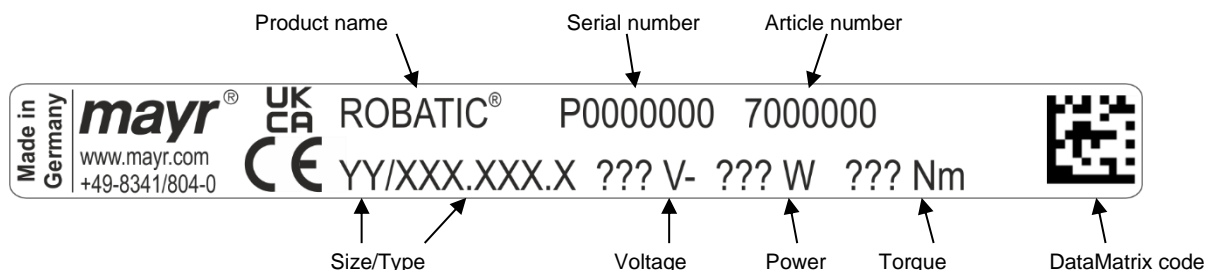 Product name Serial number Article number
Made in
Germany
mayr®
www.mayr.com
+49-8341/804-0
UK
CA
CE
ROBATIC® P0000000 7000000
YY/XXX.XXX.X ??? V- ??? W ??? Nm
Size/Type Voltage Power Torque DataMatrix code